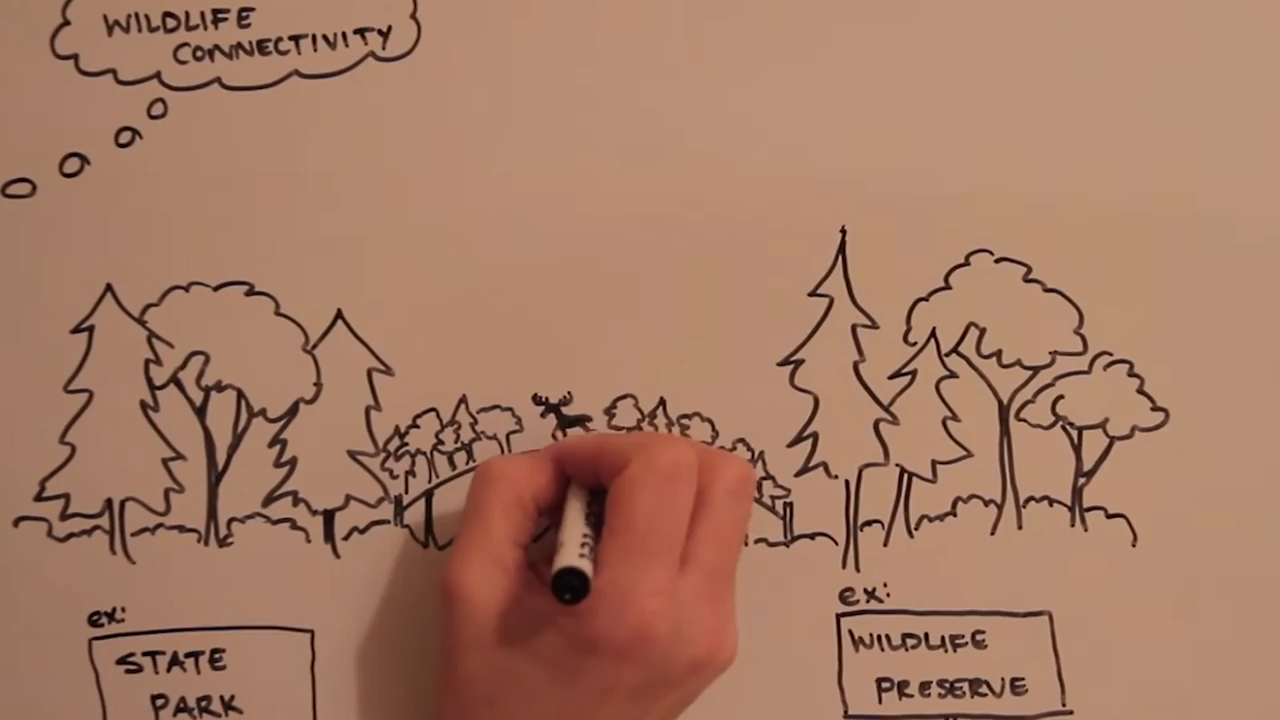 WILDLIFE
CONNECTIVITY
ex:
STATE
PARK
ex:
WILDLIFE
PRESERVE